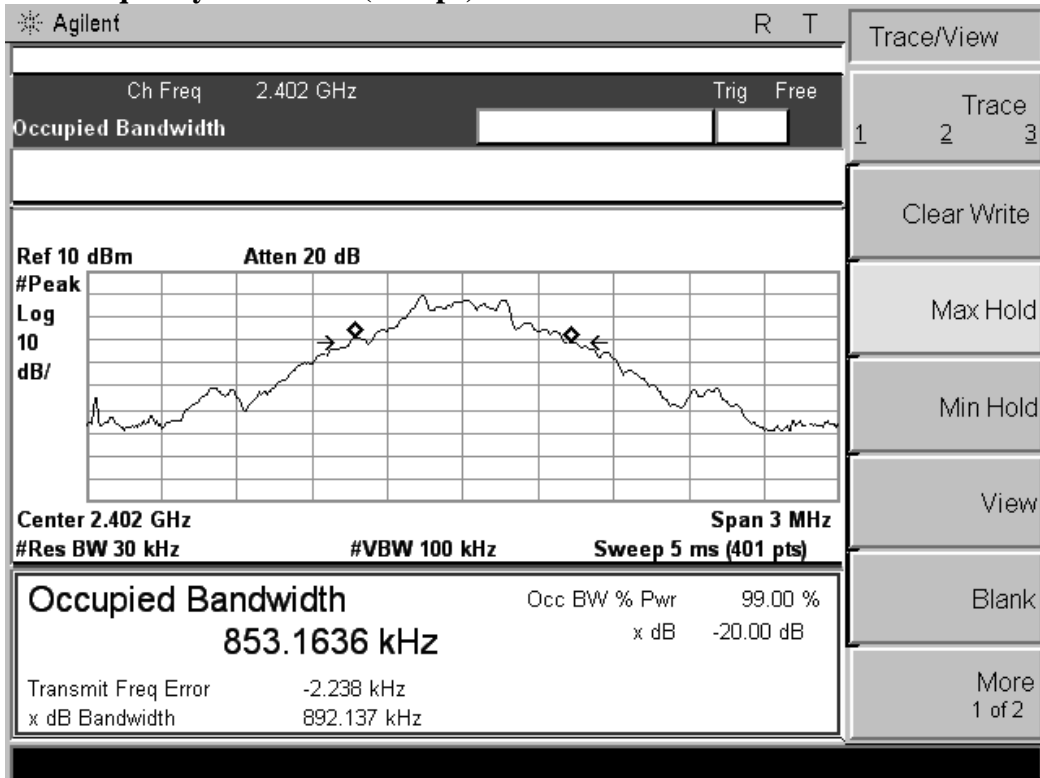 Agilent R T
Trace/View
Ch Freq 2.402 GHz Trig Free
Occupied Bandwidth
Trace
1 2 3
Clear Write
Ref 10 dBm Atten 20 dB
#Peak
Log
10
dB/
Max Hold
Min Hold
View
Center 2.402 GHz Span 3 MHz
#Res BW 30 kHz #VBW 100 kHz Sweep 5 ms (401 pts)
Occupied Bandwidth
853.1636 kHz
Occ BW % Pwr 99.00 %
x dB -20.00 dB
Transmit Freq Error -2.238 kHz
x dB Bandwidth 892.137 kHz
Blank
More
1 of 2